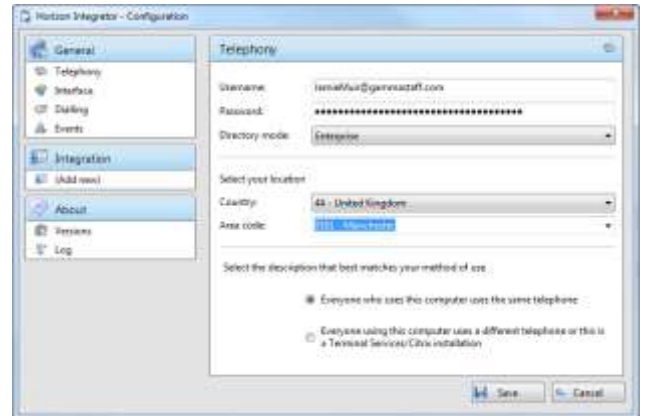 Horizon Integrator - Configuration
General
Telephony
Interface
Dialling
Events
Integration
(Add new)
About
Versions
Log
Telephony
Username:
Password:
Directory mode:
Enterprise
Select your location
Country:
44 - United Kingdom
Area code:
0161 - Manchester
Select the description that best matches your method of use
Everyone who uses this computer uses the same telephone
Everyone using this computer uses a different telephone or this is
a Terminal Services/Citrix installation
Save
Cancel